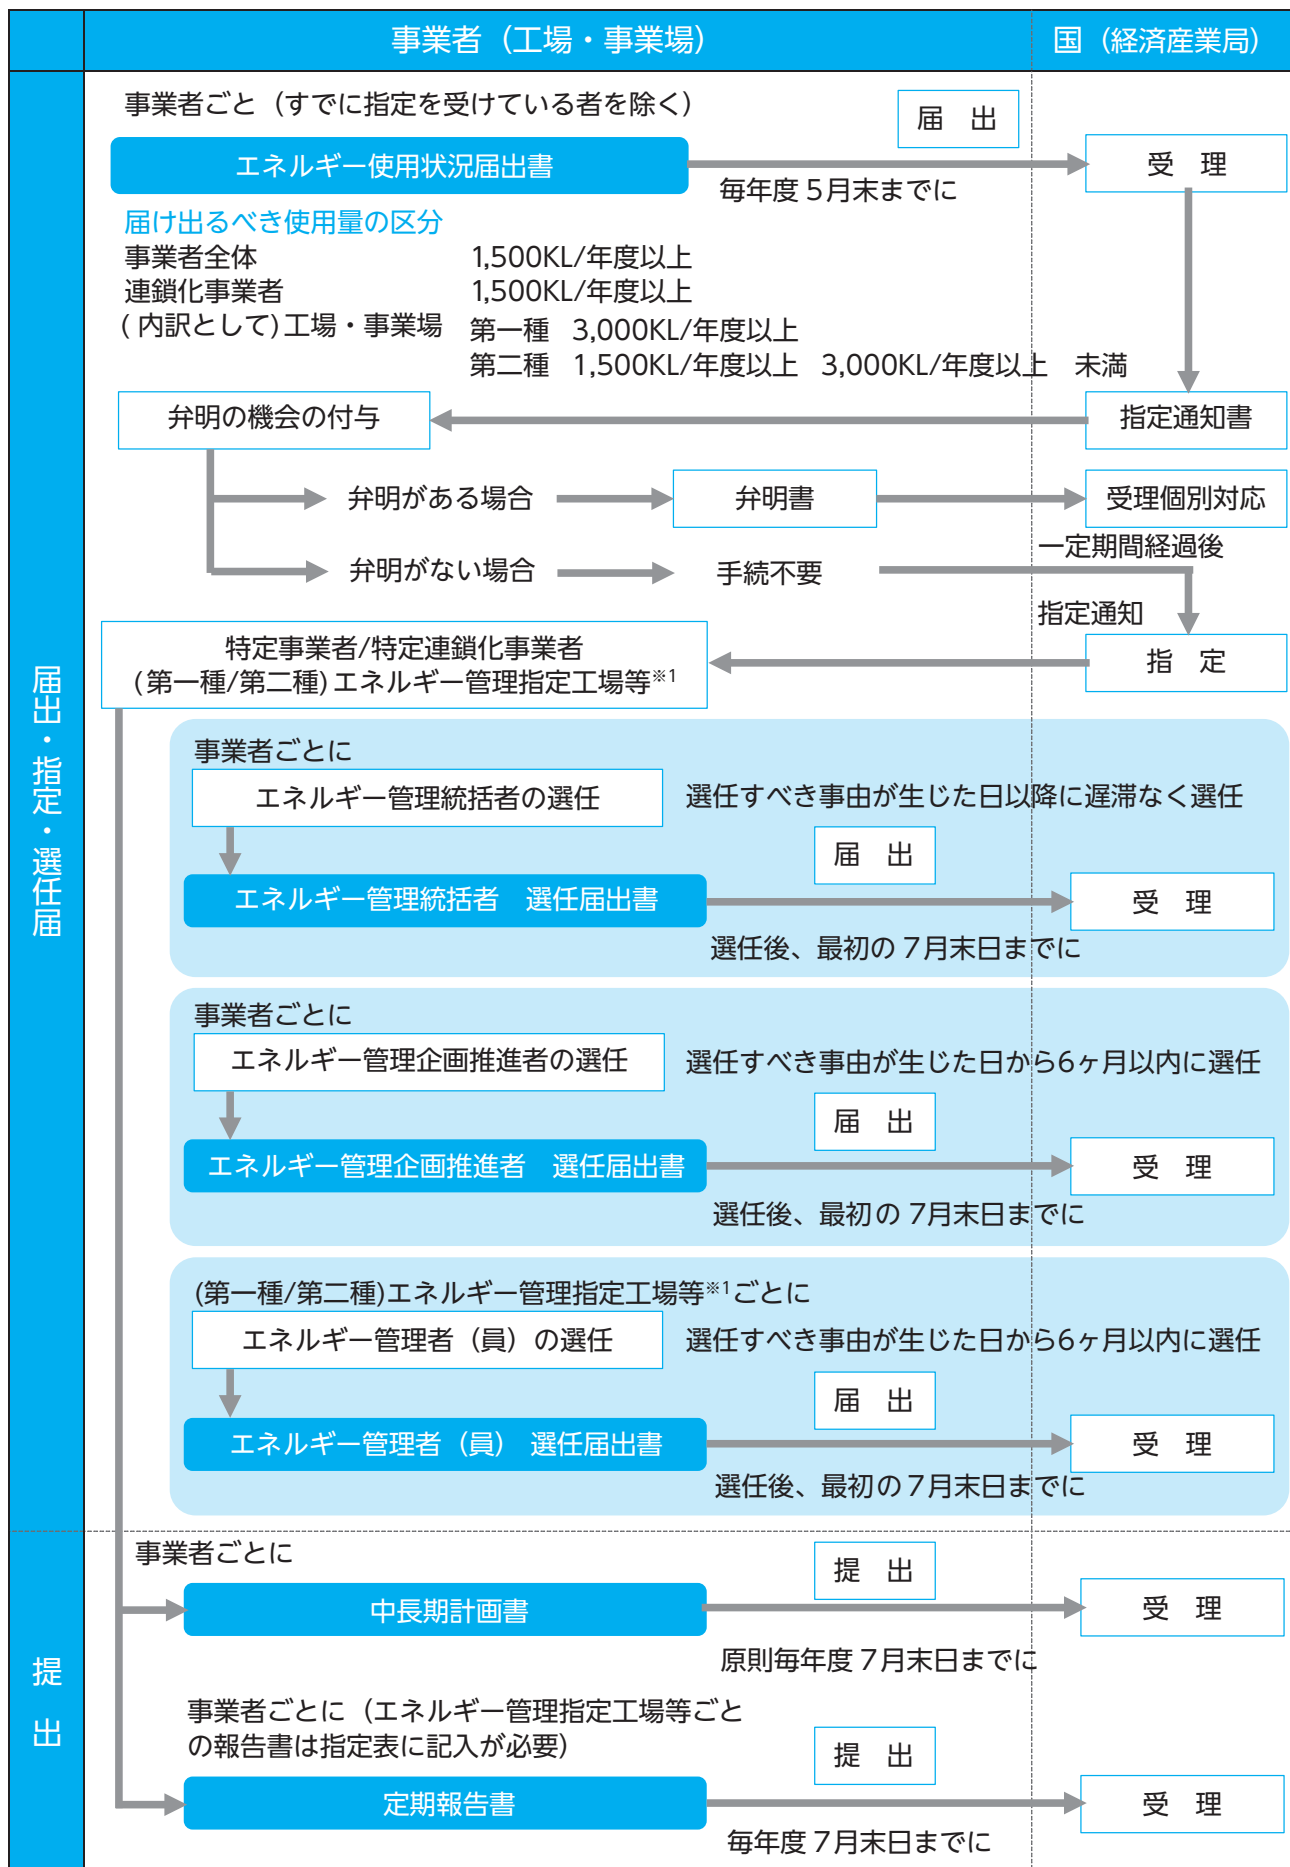 事業者（工場・事業場）
国（経済産業局）
届出・指定・選任届
事業者ごと（すでに指定を受けている者を除く）
届　出
エネルギー使用状況届出書
受　理
毎年度 5月末までに
届け出るべき使用量の区分
事業者全体　1,500KL/年度以上
連鎖化事業者　1,500KL/年度以上
( 内訳として) 工場・事業場　第一種　3,000KL/年度以上
第二種　1,500KL/年度以上　3,000KL/年度以上　未満
弁明の機会の付与
指定通知書
弁明がある場合
弁明書
受理個別対応
一定期間経過後
弁明がない場合
手続不要
指定通知
特定事業者/特定連鎖化事業者
(第一種/第二種) エネルギー管理指定工場等※1
指　定
事業者ごとに
エネルギー管理統括者の選任
選任すべき事由が生じた日以降に遅滞なく選任
届　出
エネルギー管理統括者　選任届出書
受　理
選任後、最初の 7月末日までに
事業者ごとに
エネルギー管理企画推進者の選任
選任すべき事由が生じた日から6ヶ月以内に選任
届　出
エネルギー管理企画推進者　選任届出書
受　理
選任後、最初の 7月末日までに
(第一種/第二種)エネルギー管理指定工場等※1ごとに
エネルギー管理者（員）の選任
選任すべき事由が生じた日から6ヶ月以内に選任
届　出
エネルギー管理者（員）　選任届出書
受　理
選任後、最初の 7月末日までに
提　出
事業者ごとに
提　出
中長期計画書
受　理
原則毎年度 7月末日までに
事業者ごとに（エネルギー管理指定工場等ごと
の報告書は指定表に記入が必要）
提　出
定期報告書
受　理
毎年度 7月末日までに